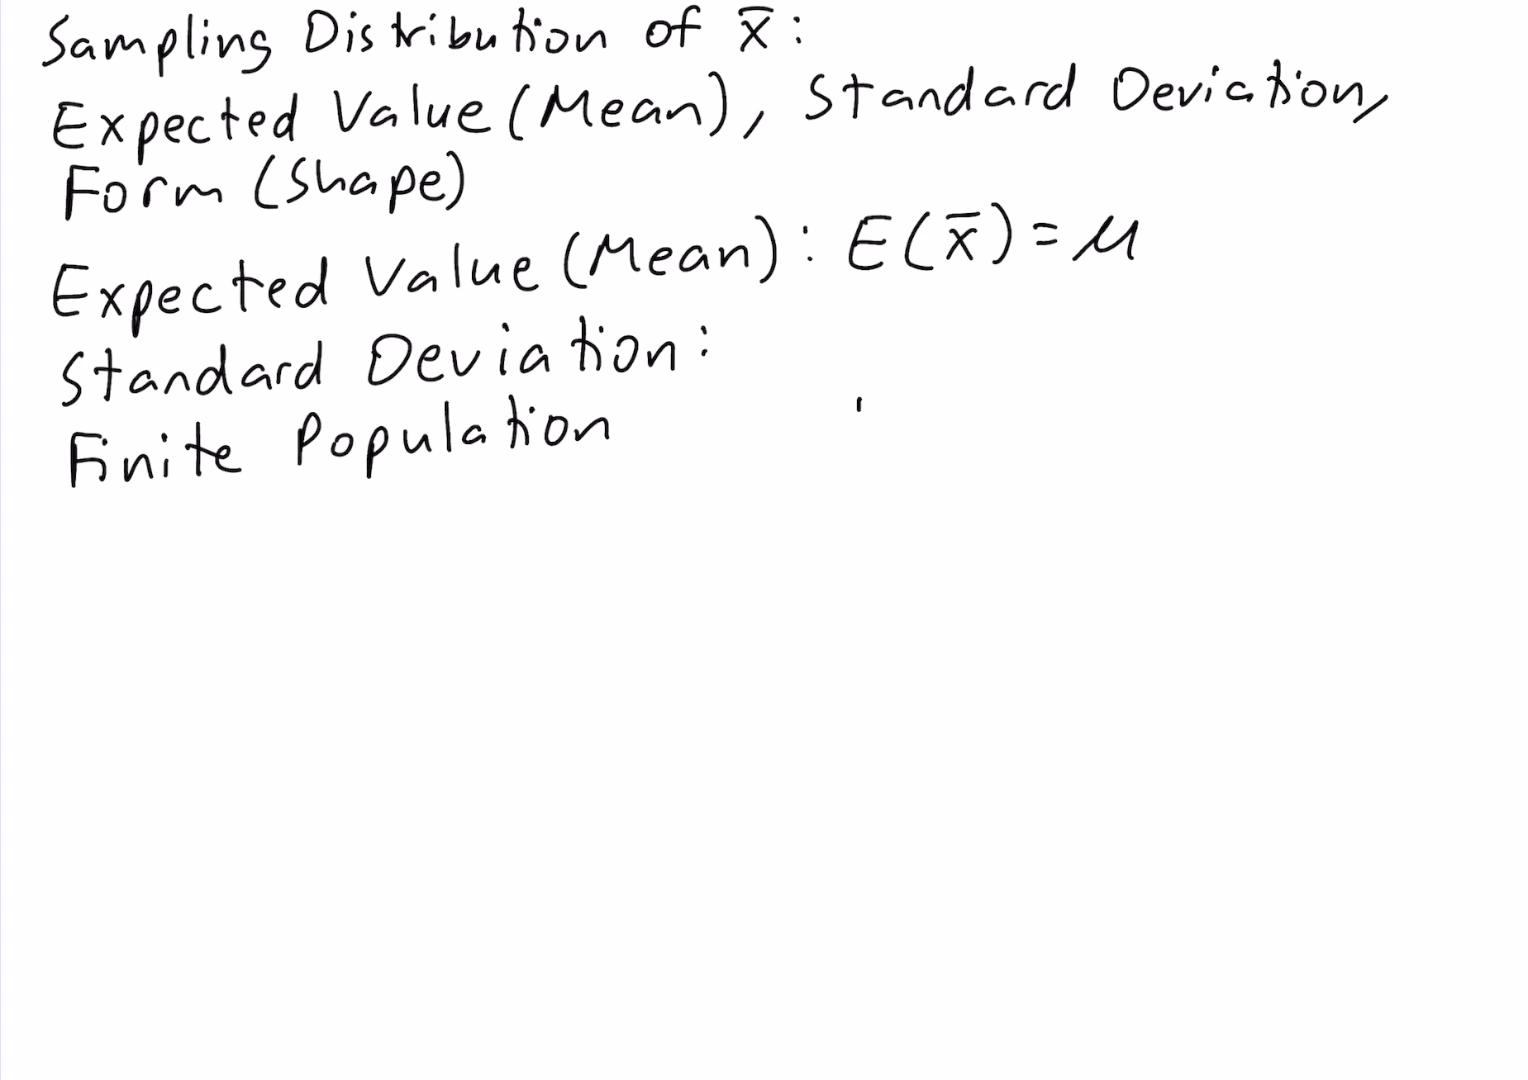 Sampling Distribution of x̄:
Expected Value (Mean), Standard Deviation,
Form (Shape)
Expected Value (Mean): E(x̄) = μ
Standard Deviation:
Finite Population